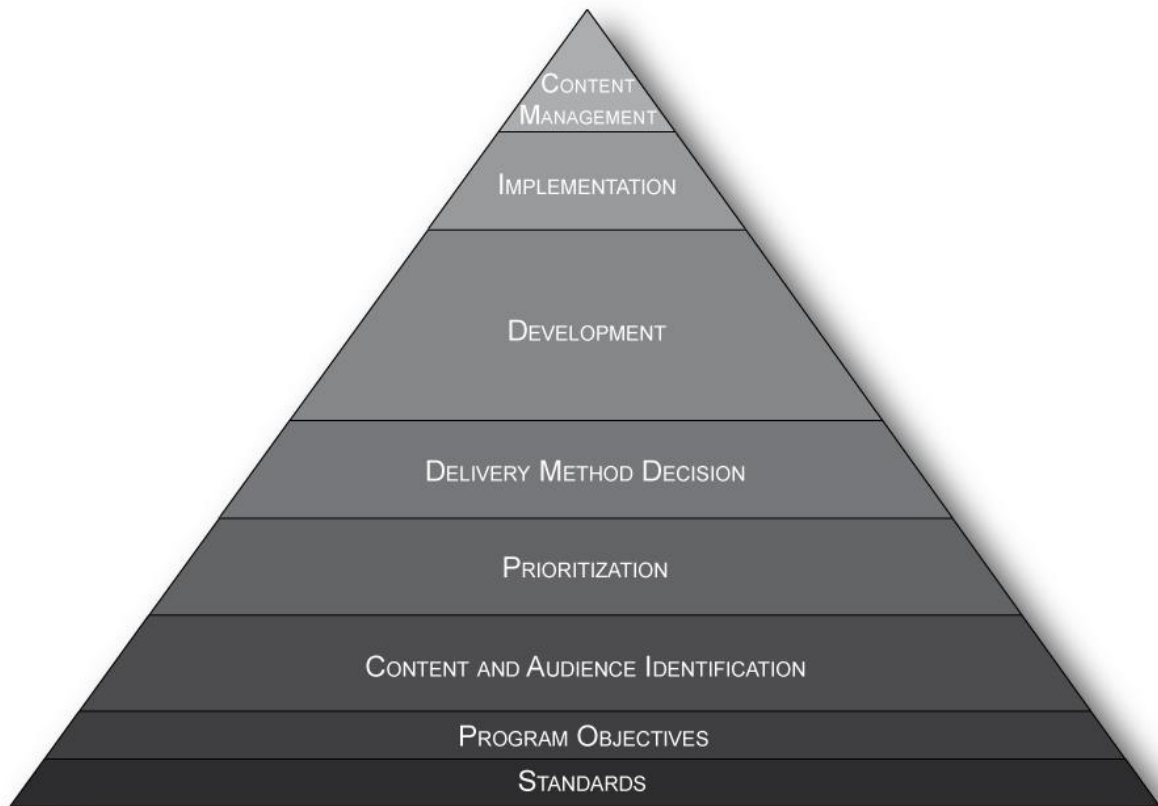 Content
Management
Implementation
Development
Delivery Method Decision
Prioritization
Content and Audience Identification
Program Objectives
Standards